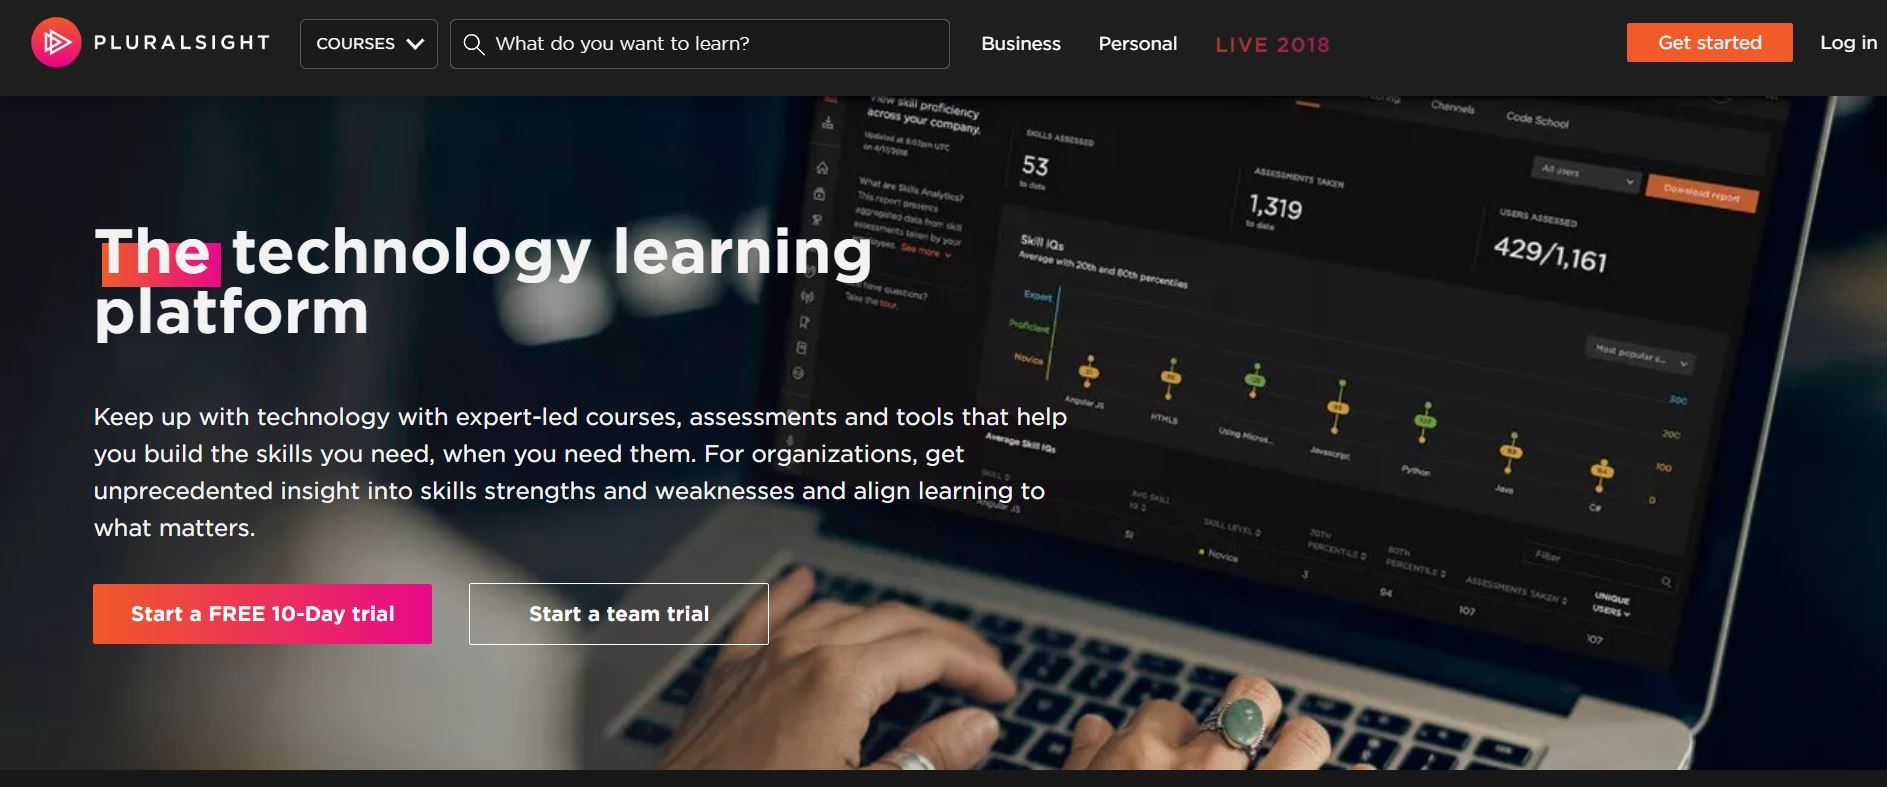 PLURALSIGHT
COURSES
What do you want to learn?
Business
Personal
LIVE 2018
Get started
Log in
The technology learning
platform
Keep up with technology with expert-led courses, assessments and tools that help
you build the skills you need, when you need them. For organizations, get
unprecedented insight into skills strengths and weaknesses and align learning to
what matters.
Start a FREE 10-Day trial
Start a team trial
View skill proficiency
across your company.
Updated at 6:03pm UTC
on 4/17/2018
What are Skills Analytics?
This report presents
aggregated data from skill
assessments taken by your
See more
have questions?
Take the tour.
Channels
Code School
SKILLS ASSESSED
53
to date
ASSESSMENTS TAKEN
1,319
to date
All users
Download report
USERS ASSESSED
429/1,161
Skill IQs
Average with 20th and 80th percentiles
Most popular s...
Expert
Proficient
Novice
300
200
100
0
Angular JS
HTML5
Using Micros...
Javascript
Python
Java
C#
Average Skill IQs
Filter
SKILL
AVG SKILL
IQ
SKILL LEVEL
20TH
PERCENTILE
80TH
PERCENTILE
ASSESSMENTS TAKEN
UNIQUE
USERS
Angular JS
51
Novice
3
94
107
107